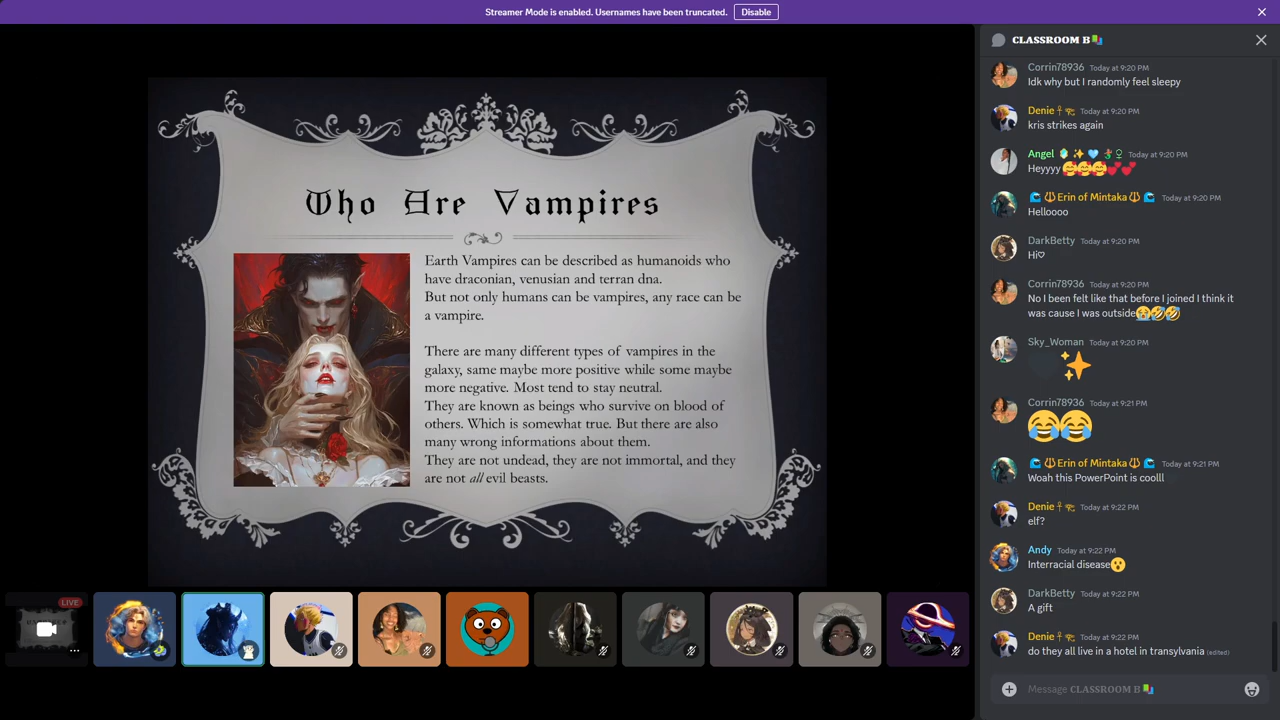 Streamer Mode is enabled. Usernames have been truncated. Disable
Who Are Vampires
Earth Vampires can be described as humanoids who
have draconian, venusian and terran dna.
But not only humans can be vampires, any race can be
a vampire.
There are many different types of vampires in the
galaxy, same maybe more positive while some maybe
more negative. Most tend to stay neutral.
They are known as beings who survive on blood of
others. Which is somewhat true. But there are also
many wrong informations about them.
They are not undead, they are not immortal, and they
are not all evil beasts.
LIVE
CLASSROOM B
Corrin78936 Today at 9:20 PM
Idk why but I randomly feel sleepy
Denie Today at 9:20 PM
kris strikes again
Angel Today at 9:20 PM
Heyyyy🥰🥰🥰💕💕
🌊🔱Erin of Mintaka🔱🌊 Today at 9:20 PM
Helloooo
DarkBetty Today at 9:20 PM
Hi♡
Corrin78936 Today at 9:20 PM
No I been felt like that before I joined I think it
was cause I was outside😭🤣🤣
Sky_Woman Today at 9:20 PM
✨
Corrin78936 Today at 9:21 PM
😂😂
🌊🔱Erin of Mintaka🔱🌊 Today at 9:21 PM
Woah this PowerPoint is coolll
Denie Today at 9:22 PM
elf?
Andy Today at 9:22 PM
Interracial disease😮
DarkBetty Today at 9:22 PM
A gift
Denie Today at 9:22 PM
do they all live in a hotel in transylvania (edited)
Message CLASSROOM B